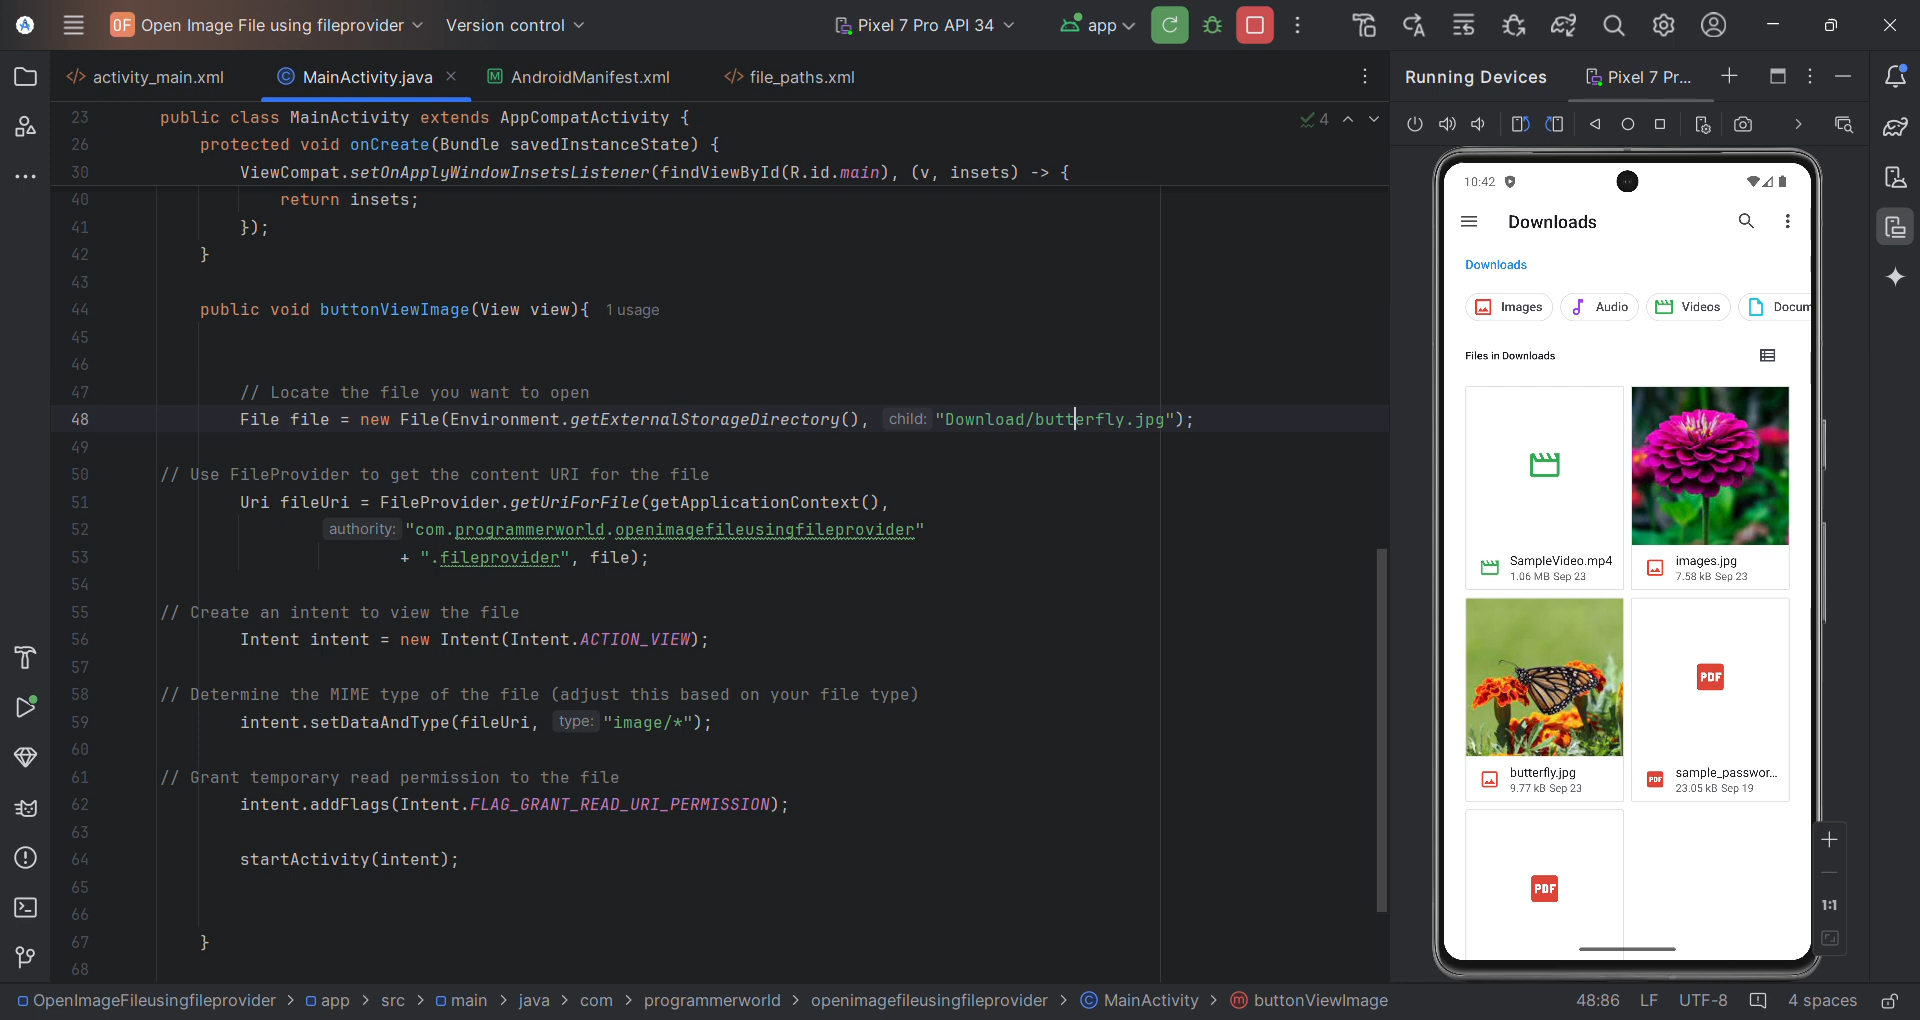 OF Open Image File using fileprovider
Version control
Pixel 7 Pro API 34
app
activity_main.xml
MainActivity.java
AndroidManifest.xml
file_paths.xml
23 public class MainActivity extends AppCompatActivity {
26 protected void onCreate(Bundle savedInstanceState) {
30 ViewCompat.setOnApplyWindowInsetsListener(findViewById(R.id.main), (v, insets) -> {
4
40 return insets;
41 });
42 }
43
44 public void buttonViewImage(View view){ 1 usage
45
46
47 // Locate the file you want to open
48 File file = new File(Environment.getExternalStorageDirectory(), child: "Download/butterfly.jpg");
49
50 // Use FileProvider to get the content URI for the file
51 Uri fileUri = FileProvider.getUriForFile(getApplicationContext(),
52 authority: "com.programmerworld.openimagefileusingfileprovider"
53 + ".fileprovider", file);
54
55 // Create an intent to view the file
56 Intent intent = new Intent(Intent.ACTION_VIEW);
57
58 // Determine the MIME type of the file (adjust this based on your file type)
59 intent.setDataAndType(fileUri, type: "image/*");
60
61 // Grant temporary read permission to the file
62 intent.addFlags(Intent.FLAG_GRANT_READ_URI_PERMISSION);
63
64 startActivity(intent);
65
66
67 }
68
Running Devices
Pixel 7 Pr...
10:42
Downloads
Downloads
Images
Audio
Videos
Docum
Files in Downloads
SampleVideo.mp4
1.06 MB Sep 23
images.jpg
7.58 kB Sep 23
butterfly.jpg
9.77 kB Sep 23
PDF
PDF
sample_passwor...
23.05 kB Sep 19
PDF
1:1
OpenImageFileusingfileprovider > app > src > main > java > com > programmerworld > openimagefileusingfileprovider > MainActivity > buttonViewImage
48:86
LF
UTF-8
4 spaces